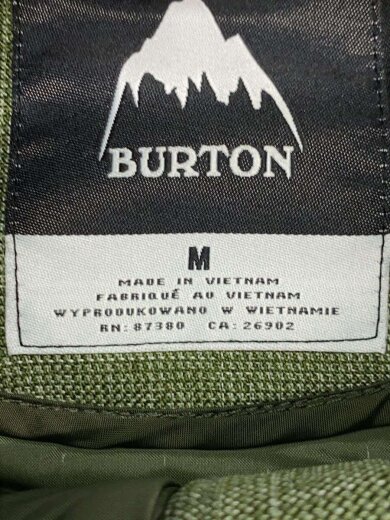 BURTON
M
MADE IN VIETNAM
FABRIQUÉ AU VIETNAM
WYPRODUKOWANO W WIETNAMIE
RN: 87380 CA: 26902